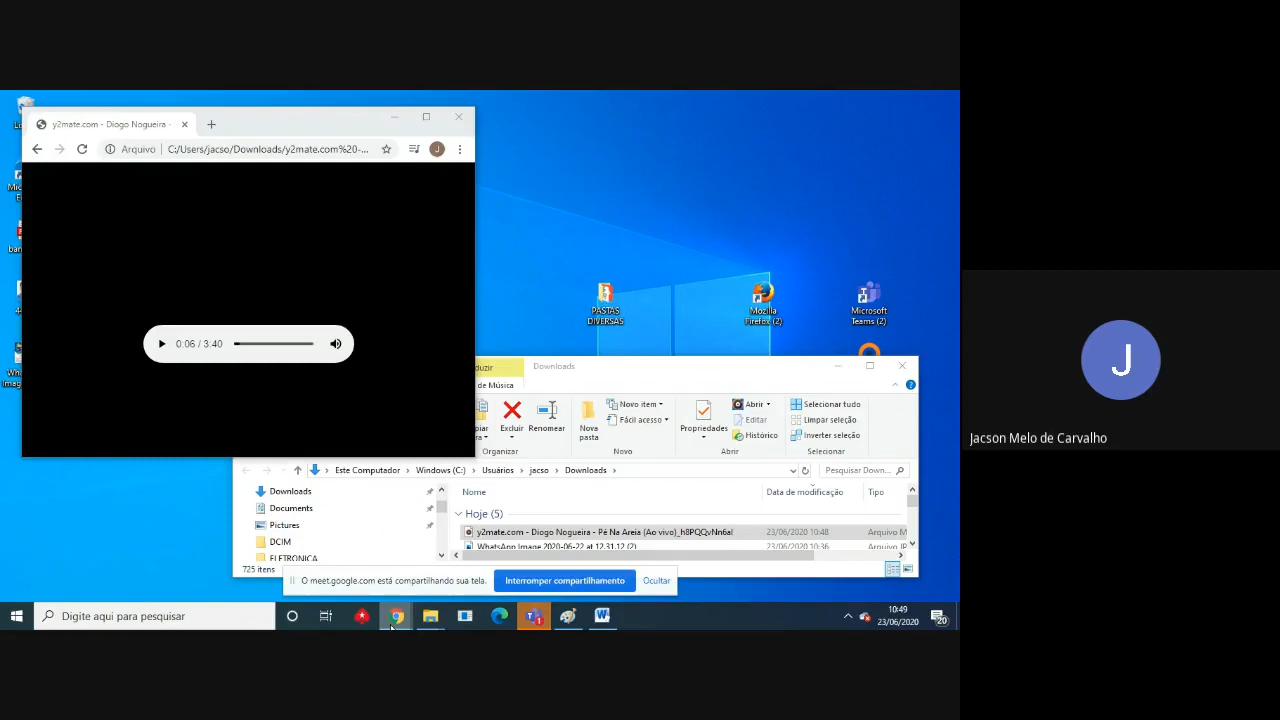 y2mate.com - Diogo Nogueira -
Arquivo
C:/Users/jacso/Downloads/y2mate.com%20-...
J
0:06 / 3:40
PASTAS
DIVERSAS
Mozilla
Firefox (2)
Microsoft
Teams (2)
Downloads
de Música
Excluir
Renomear
Nova
pasta
Novo item
Fácil acesso
Propriedades
Abrir
Editar
Histórico
Selecionar tudo
Limpar seleção
Inverter seleção
Organizar
Novo
Abrir
Selecionar
Este Computador
Windows (C:)
Usuários
jacso
Downloads
Pesquisar Down...
Downloads
Documents
Pictures
DCIM
ELETRONICA
Nome
Data de modificação
Tipo
Hoje (5)
y2mate.com - Diogo Nogueira - Pé Na Areia (Ao vivo)_h8PQQvNn6aI
23/06/2020 10:48
Arquivo M
WhatsApp Image 2020-06-22 at 12.31.12 (2)
23/06/2020 10:36
725 itens
O meet.google.com está compartilhando sua tela.
Interromper compartilhamento
Ocultar
Digite aqui para pesquisar
10:49
23/06/2020
20
J
Jacson Melo de Carvalho